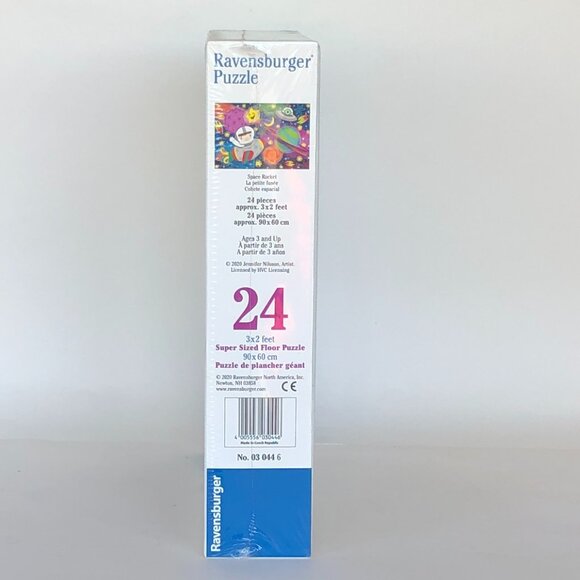 Ravensburger®
Puzzle
Space Rocket
La petite fusée
Cohete espacial
24 pieces
approx. 3x2 feet
24 pièces
approx. 90x60 cm
Ages 3 and Up
À partir de 3 ans
A partir de 3 años
© 2020 Jennifer Nilsson, Artist.
Licensed by HVC Licensing
24
3x2 feet
Super Sized Floor Puzzle
90x60 cm
Puzzle de plancher géant
© 2020 Ravensburger North America, Inc.
Newton, NH 03858
www.ravensburger.com
CE
4 005556 030446
Made in Czech Republic
No. 03 044 6
Ravensburger